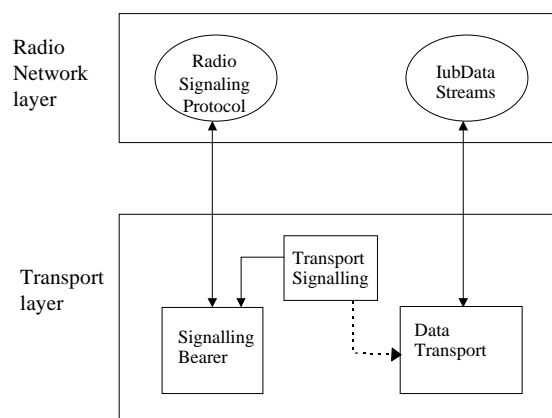 Radio
Network
layer
Radio
Signaling
Protocol
IubData
Streams
Transport
layer
Transport
Signalling
Signalling
Bearer
Data
Transport